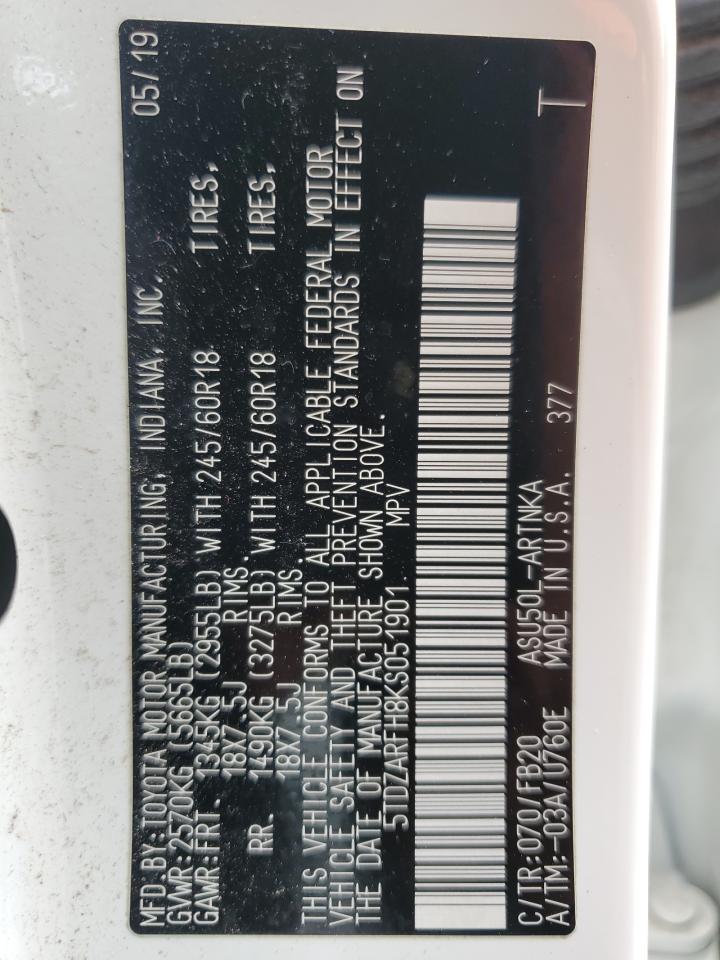 MFD.BY:TOYOTA MOTOR MANUFACTURING, INDIANA, INC. 05/19
GVWR:2570KG(5665LB)
GAWR:FRT. 1345KG(2955LB)WITH 245/60R18 TIRES,
18X7.5J RIMS.
RR. 1490KG(3275LB)WITH 245/60R18 TIRES,
18X7.5J RIMS.
THIS VEHICLE CONFORMS TO ALL APPLICABLE FEDERAL MOTOR
VEHICLE SAFETY AND THEFT PREVENTION STANDARDS IN EFFECT ON
THE DATE OF MANUFACTURE SHOWN ABOVE.
5TDZARFH8KS051901 MPV
C/TR:070/FB20 ASU50L-ARTNKA T
A/TM:-03A/U760E MADE IN U.S.A. 377